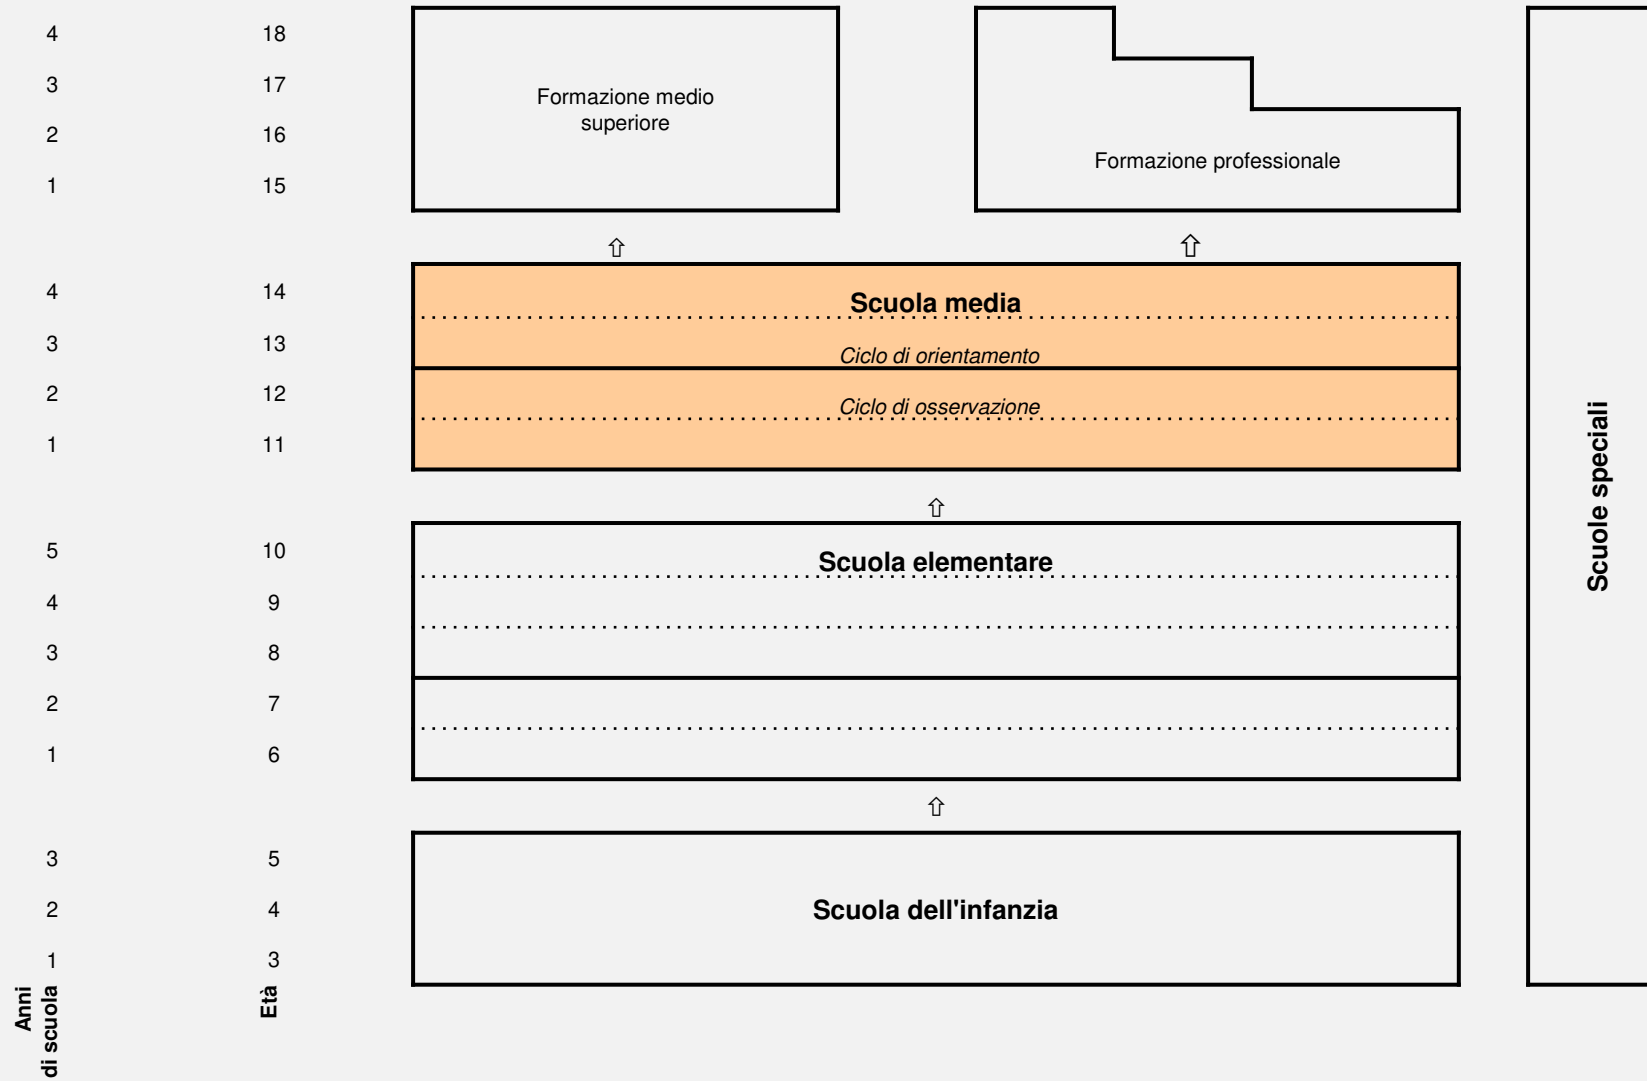 4 18
3 17
Formazione medio
superiore
2 16
Formazione professionale
1 15
⇧ ⇧
4 14
Scuola media
3 13
Ciclo di orientamento
2 12
Ciclo di osservazione
1 11
⇧
5 10
Scuola elementare
4 9
3 8
2 7
1 6
⇧
3 5
2 4
Scuola dell'infanzia
1 3
Anni
di scuola
Età
Scuole speciali